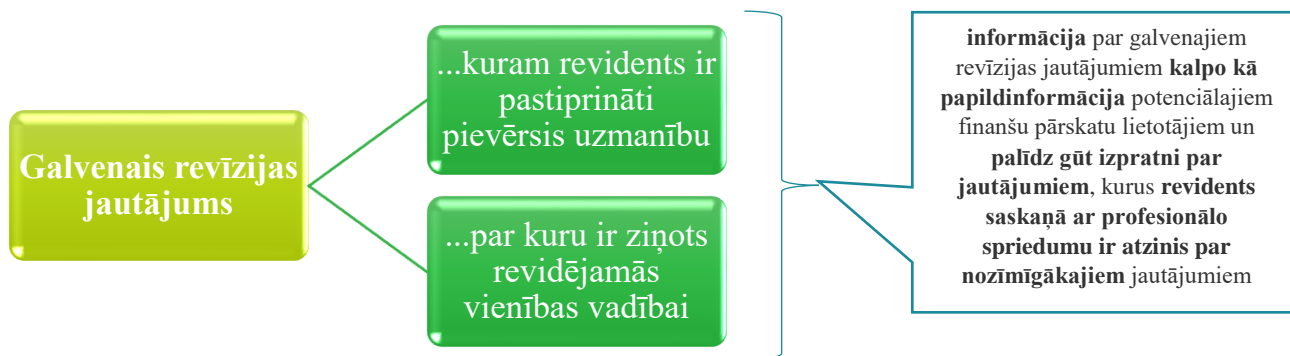 Galvenais revīzijas
jautājums
...kuram revidents ir
pastiprināti
pievērsis uzmanību
...par kuru ir ziņots
revidējamās
vienības vadībai
informācija par galvenajiem
revīzijas jautājumiem kalpo kā
papildinformācija potenciālajiem
finanšu pārskatu lietotājiem un
palīdz gūt izpratni par
jautājumiem, kurus revidents
saskaņā ar profesionālo
spriedumu ir atzinis par
nozīmīgākajiem jautājumiem